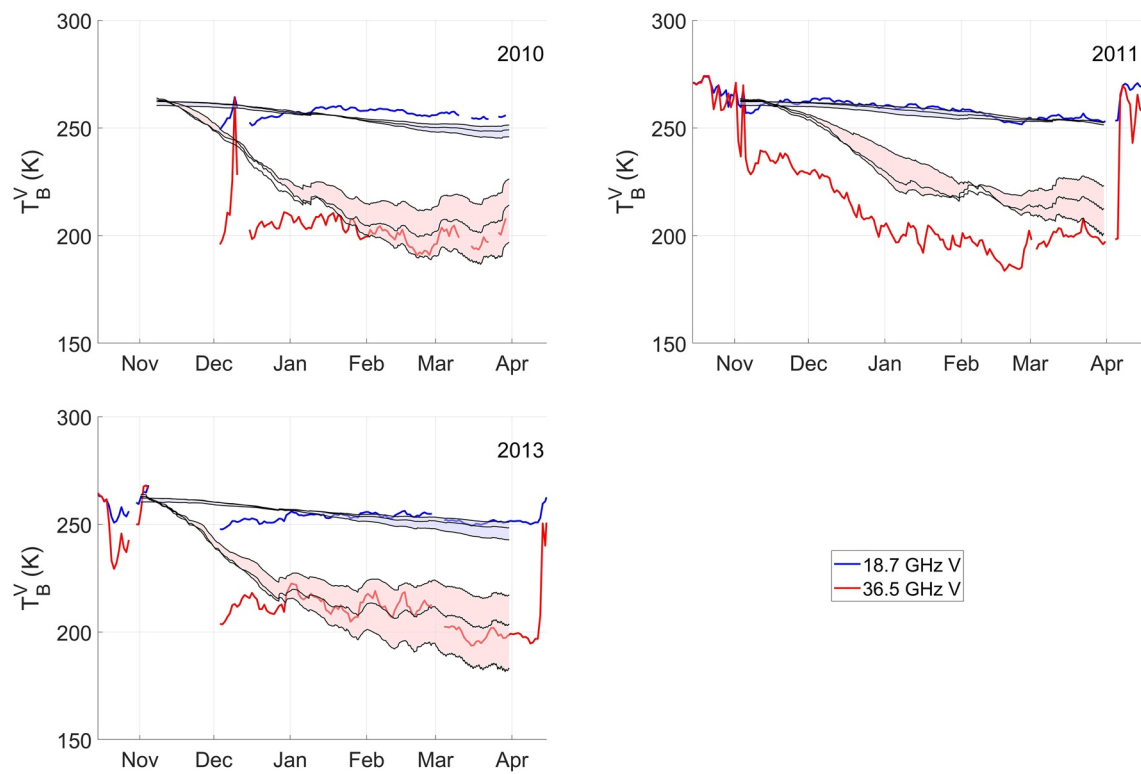 300
250
200
150
T_B^V (K)
2010
Nov Dec Jan Feb Mar Apr
300
250
200
150
T_B^V (K)
2011
Nov Dec Jan Feb Mar Apr
300
250
200
150
T_B^V (K)
2013
Nov Dec Jan Feb Mar Apr
18.7 GHz V
36.5 GHz V